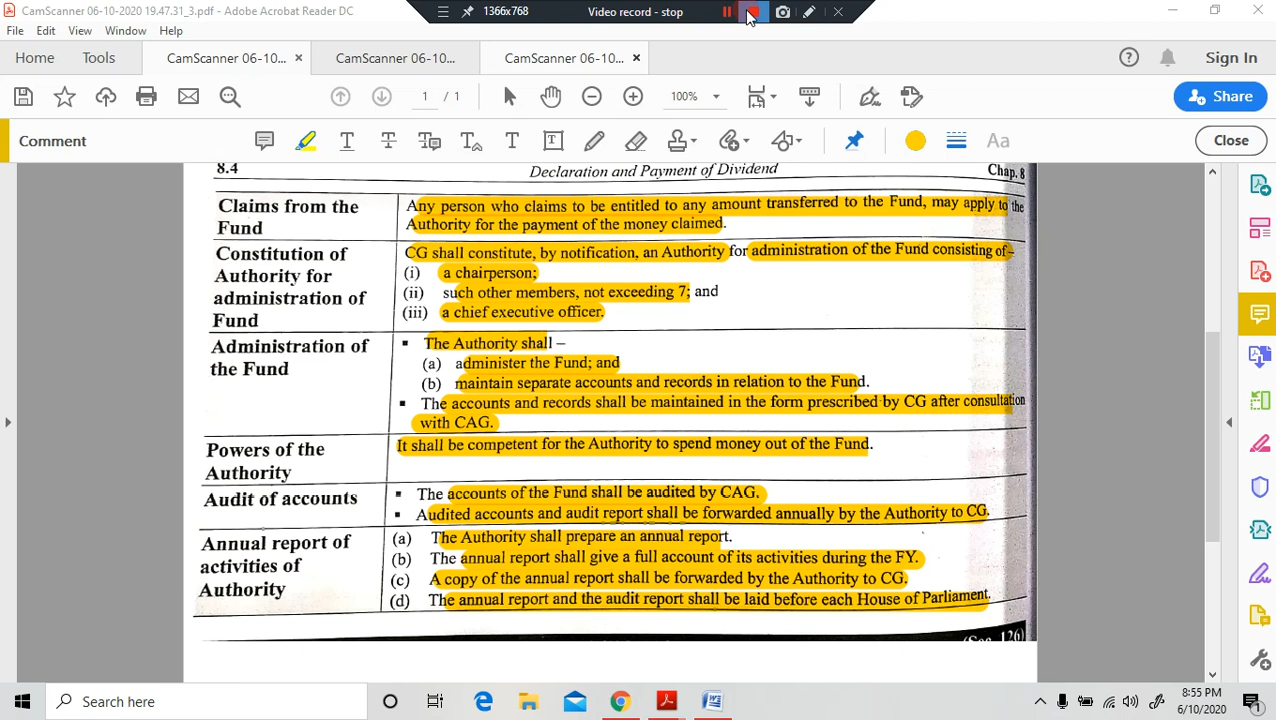 CamScanner 06-10-2020 19.47.31_3.pdf - Adobe Acrobat Reader DC
1366x768
Video record - stop
File Edit View Window Help
Home Tools CamScanner 06-10... CamScanner 06-10... CamScanner 06-10... Sign In
1 / 1 100% Share
Comment Aa Close
8.4 Declaration and Payment of Dividend Chap. 8
Claims from the Fund
Any person who claims to be entitled to any amount transferred to the Fund, may apply to the
Authority for the payment of the money claimed.
Constitution of
Authority for
administration of
Fund
CG shall constitute, by notification, an Authority for administration of the Fund consisting of –
(i) a chairperson;
(ii) such other members, not exceeding 7; and
(iii) a chief executive officer.
Administration of
the Fund
▪ The Authority shall –
(a) administer the Fund; and
(b) maintain separate accounts and records in relation to the Fund.
▪ The accounts and records shall be maintained in the form prescribed by CG after consultation
with CAG.
Powers of the
Authority
It shall be competent for the Authority to spend money out of the Fund.
Audit of accounts
▪ The accounts of the Fund shall be audited by CAG.
▪ Audited accounts and audit report shall be forwarded annually by the Authority to CG.
Annual report of
activities of
Authority
(a) The Authority shall prepare an annual report.
(b) The annual report shall give a full account of its activities during the FY.
(c) A copy of the annual report shall be forwarded by the Authority to CG.
(d) The annual report and the audit report shall be laid before each House of Parliament.
(Sec. 126)
Search here
8:55 PM
6/10/2020